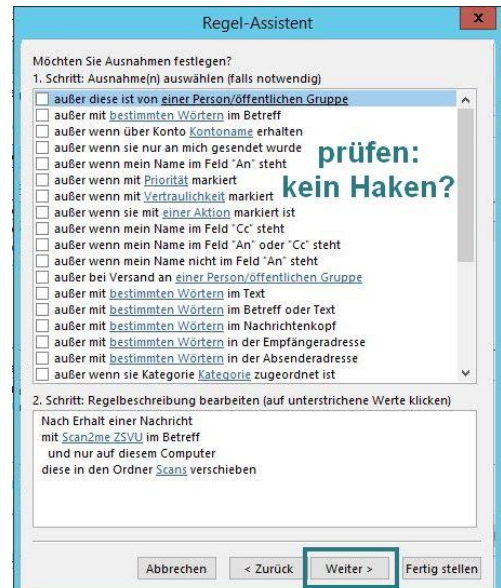 Regel-Assistent
x
Möchten Sie Ausnahmen festlegen?
1. Schritt: Ausnahme(n) auswählen (falls notwendig)
außer diese ist von einer Person/öffentlichen Gruppe
außer mit bestimmten Wörtern im Betreff
außer wenn über Konto Kontoname erhalten
außer wenn sie nur an mich gesendet wurde
außer wenn mein Name im Feld "An" steht
außer wenn mit Priorität markiert
außer wenn mit Vertraulichkeit markiert
außer wenn sie mit einer Aktion markiert ist
außer wenn mein Name im Feld "Cc" steht
außer wenn mein Name im Feld "An" oder "Cc" steht
außer wenn mein Name nicht im Feld "An" steht
außer bei Versand an einer Person/öffentlichen Gruppe
außer mit bestimmten Wörtern im Text
außer mit bestimmten Wörtern im Betreff oder Text
außer mit bestimmten Wörtern im Nachrichtenkopf
außer mit bestimmten Wörtern in der Empfängeradresse
außer mit bestimmten Wörtern in der Absenderadresse
außer wenn sie Kategorie Kategorie zugeordnet ist
prüfen:
kein Haken?
2. Schritt: Regelbeschreibung bearbeiten (auf unterstrichene Werte klicken)
Nach Erhalt einer Nachricht
mit Scan2me ZSVU im Betreff
und nur auf diesem Computer
diese in den Ordner Scans verschieben
Abbrechen < Zurück Weiter > Fertig stellen